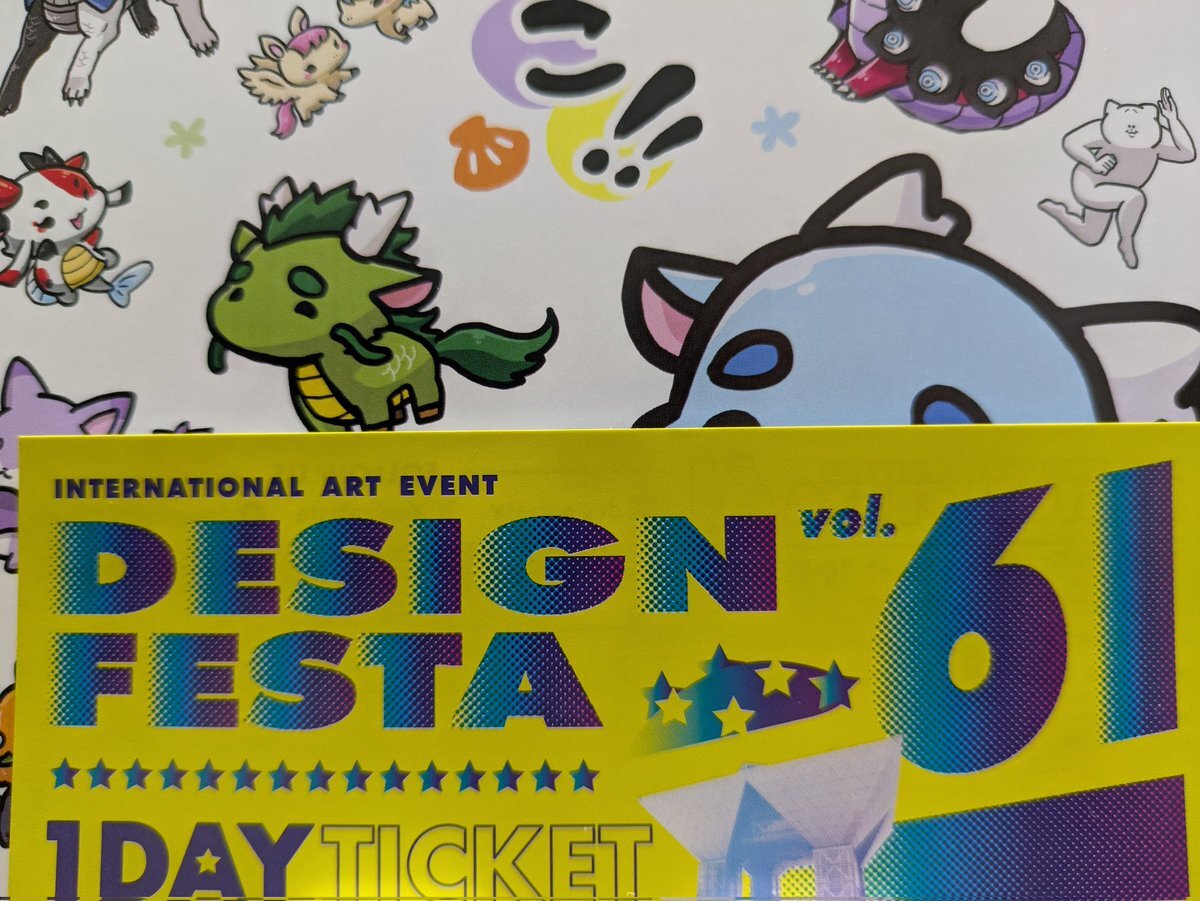 INTERNATIONAL ART EVENT
DESIGN vol. 61
FESTA
1DAY TICKET